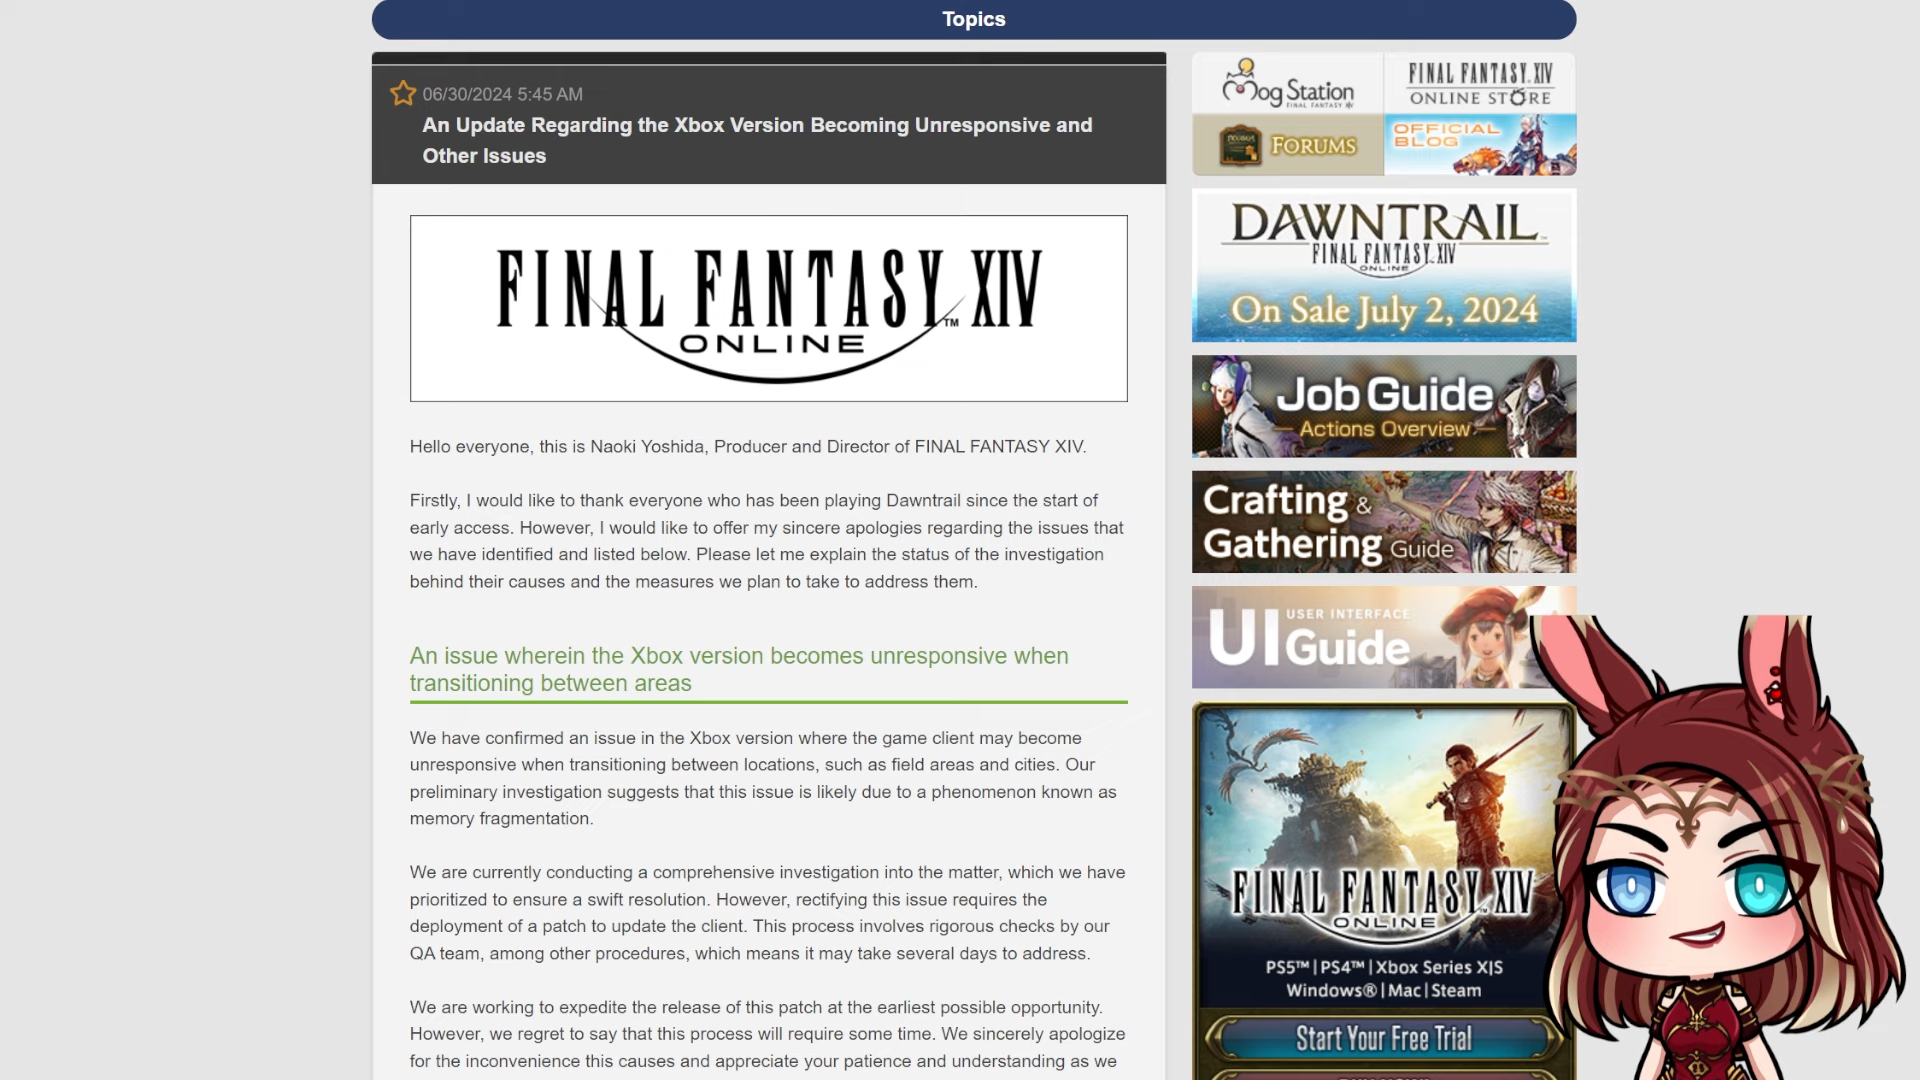 Topics
06/30/2024 5:45 AM
An Update Regarding the Xbox Version Becoming Unresponsive and
Other Issues
FINAL FANTASY XIV
ONLINE
Hello everyone, this is Naoki Yoshida, Producer and Director of FINAL FANTASY XIV.
Firstly, I would like to thank everyone who has been playing Dawntrail since the start of
early access. However, I would like to offer my sincere apologies regarding the issues that
we have identified and listed below. Please let me explain the status of the investigation
behind their causes and the measures we plan to take to address them.
An issue wherein the Xbox version becomes unresponsive when
transitioning between areas
We have confirmed an issue in the Xbox version where the game client may become
unresponsive when transitioning between locations, such as field areas and cities. Our
preliminary investigation suggests that this issue is likely due to a phenomenon known as
memory fragmentation.
We are currently conducting a comprehensive investigation into the matter, which we have
prioritized to ensure a swift resolution. However, rectifying this issue requires the
deployment of a patch to update the client. This process involves rigorous checks by our
QA team, among other procedures, which means it may take several days to address.
We are working to expedite the release of this patch at the earliest possible opportunity.
However, we regret to say that this process will require some time. We sincerely apologize
for the inconvenience this causes and appreciate your patience and understanding as we
Mog Station
FINAL FANTASY XIV
FINAL FANTASY XIV
ONLINE STORE
FORUMS
OFFICIAL
BLOG
DAWNTRAIL
FINAL FANTASY XIV
ONLINE
On Sale July 2, 2024
Job Guide
Actions Overview
Crafting &
Gathering Guide
USER INTERFACE
UI Guide
FINAL FANTASY XIV
ONLINE
PS5™ | PS4™ | Xbox Series X|S
Windows® | Mac | Steam
Start Your Free Trial